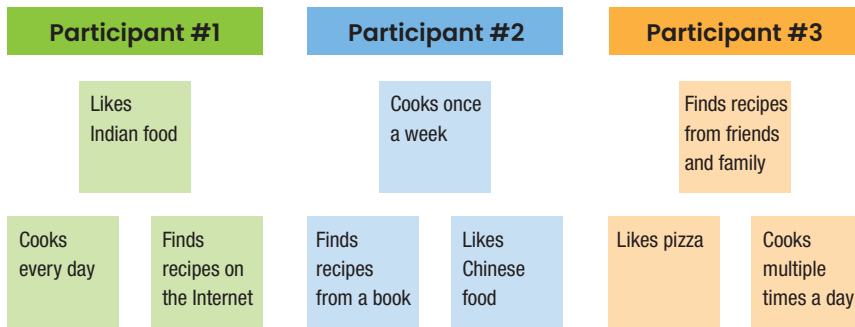 Participant #1
Participant #2
Participant #3
Likes
Indian food
Cooks once
a week
Finds recipes
from friends
and family
Cooks
every day
Finds
recipes on
the Internet
Finds
recipes
from a book
Likes
Chinese
food
Likes pizza
Cooks
multiple
times a day